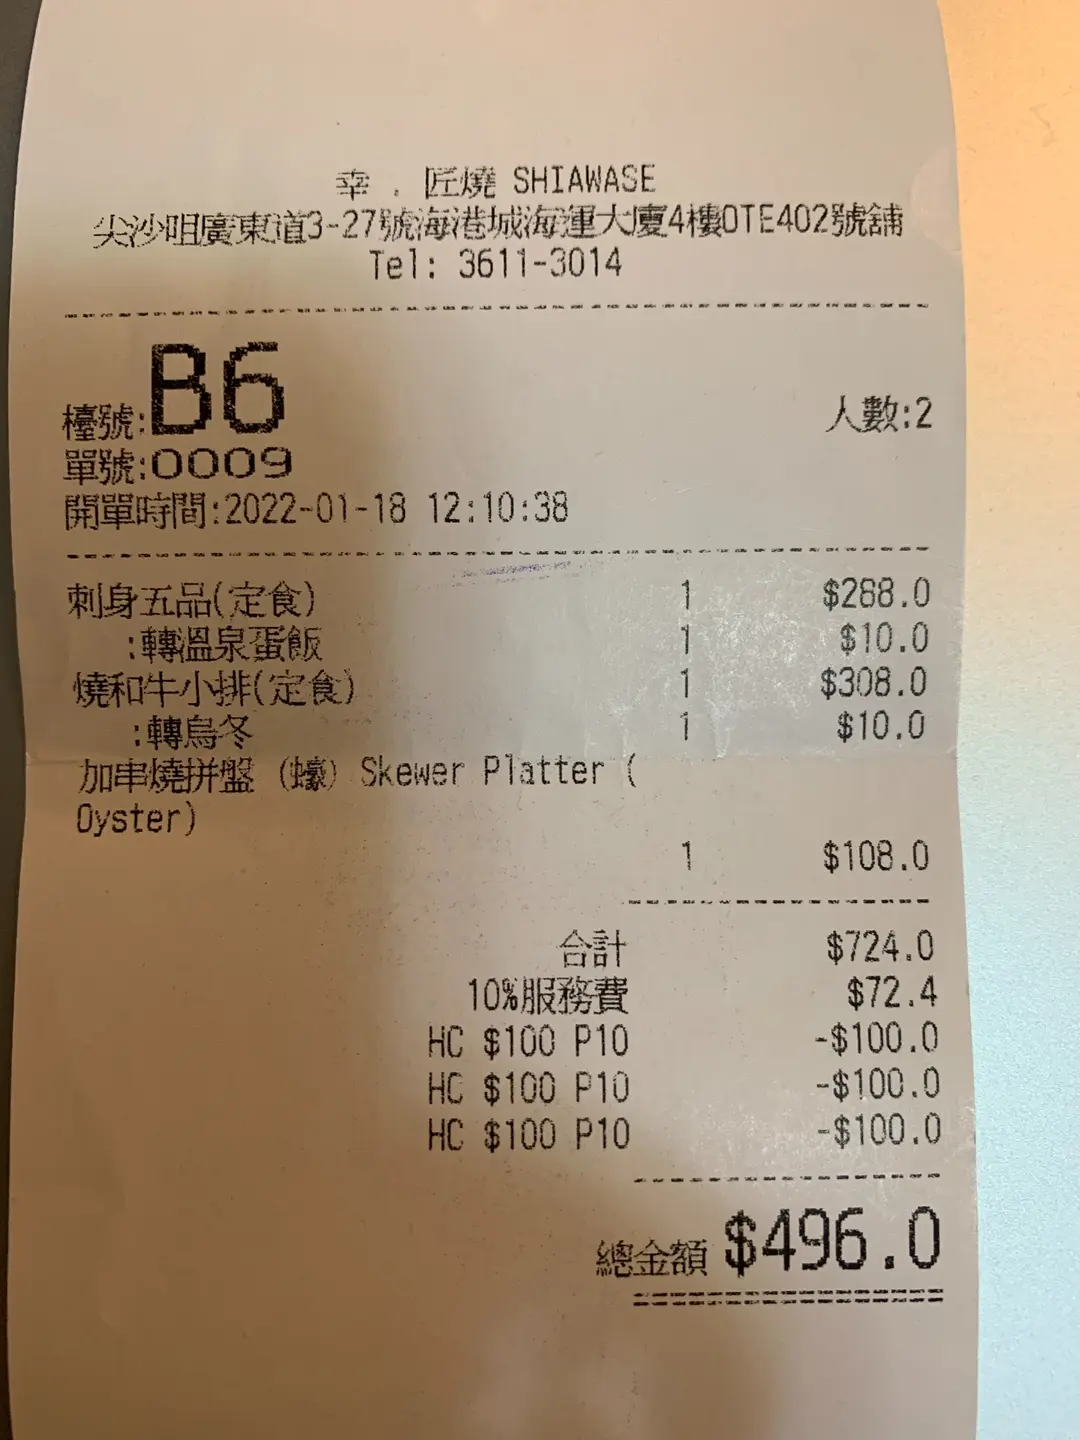 幸．匠燒 SHIAWASE
尖沙咀廣東道3-27號海港城海運大廈4樓OTE402號舖
Tel: 3611-3014
檯號:B6 人數:2
單號:0009
開單時間:2022-01-18 12:10:38
刺身五品(定食) 1 $288.0
:轉溫泉蛋飯 1 $10.0
燒和牛小排(定食) 1 $308.0
:轉烏冬 1 $10.0
加串燒拼盤 (蠔) Skewer Platter (
Oyster)
1 $108.0
合計 $724.0
10%服務費 $72.4
HC $100 P10 -$100.0
HC $100 P10 -$100.0
HC $100 P10 -$100.0
總金額 $496.0